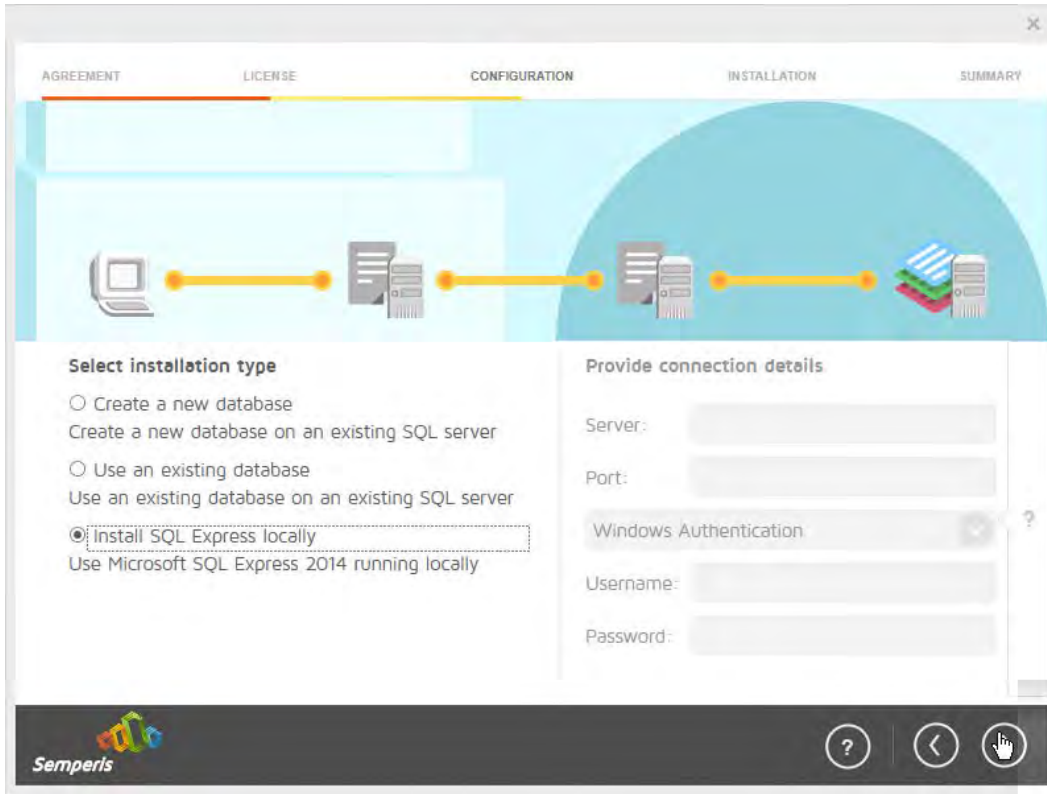 AGREEMENT
LICENSE
CONFIGURATION
INSTALLATION
SUMMARY
Select installation type
Create a new database
Create a new database on an existing SQL server
Use an existing database
Use an existing database on an existing SQL server
Install SQL Express locally
Use Microsoft SQL Express 2014 running locally
Provide connection details
Server:
Port:
Windows Authentication
?
Username:
Password:
Semperis
?